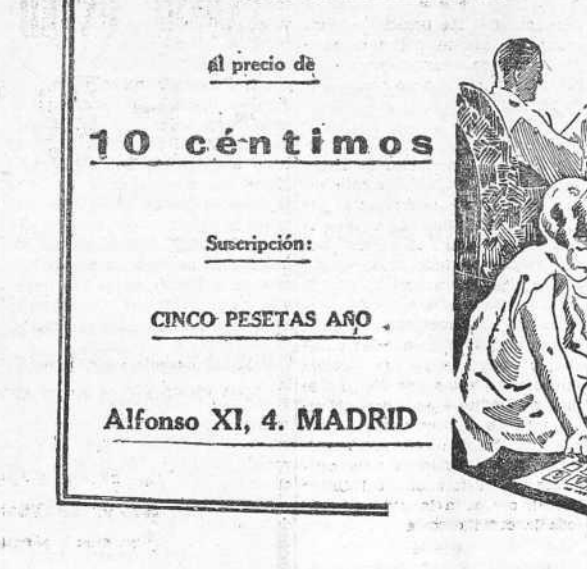 al precio de
10 céntimos
Suscripción:
CINCO PESETAS AÑO
Alfonso XI, 4. MADRID